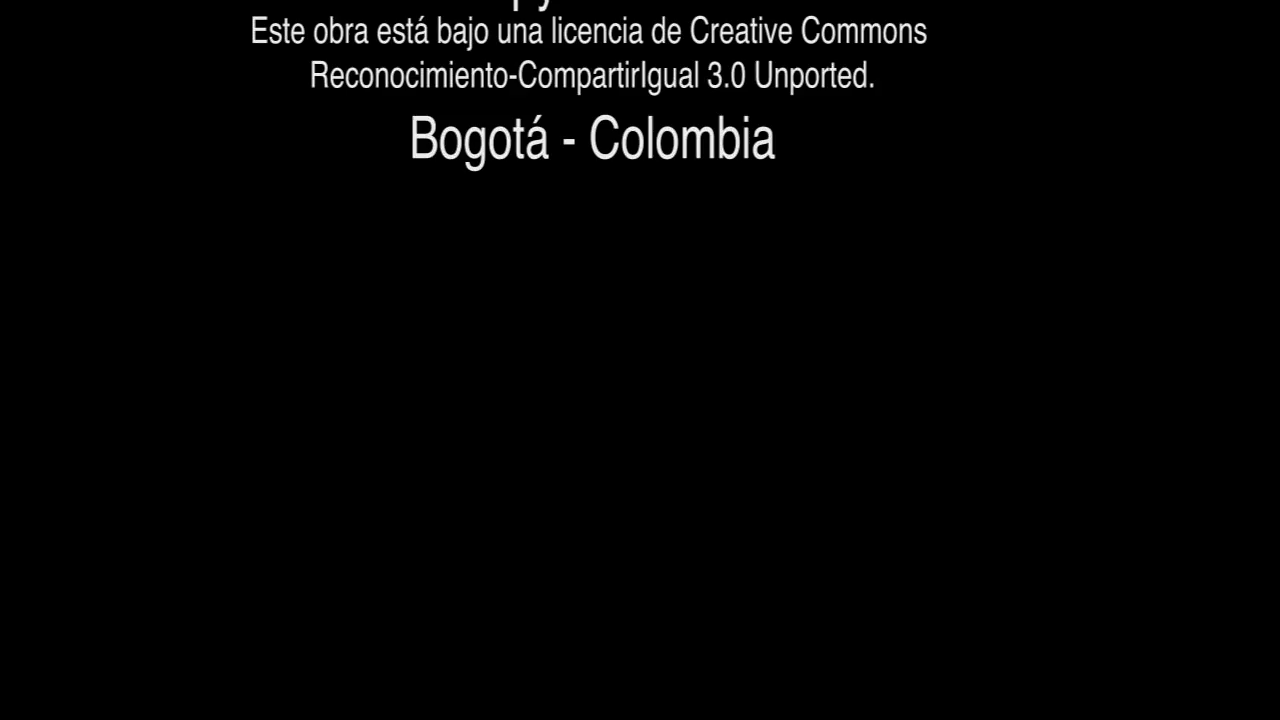 Este obra está bajo una licencia de Creative Commons
Reconocimiento-CompartirIgual 3.0 Unported.
Bogotá - Colombia